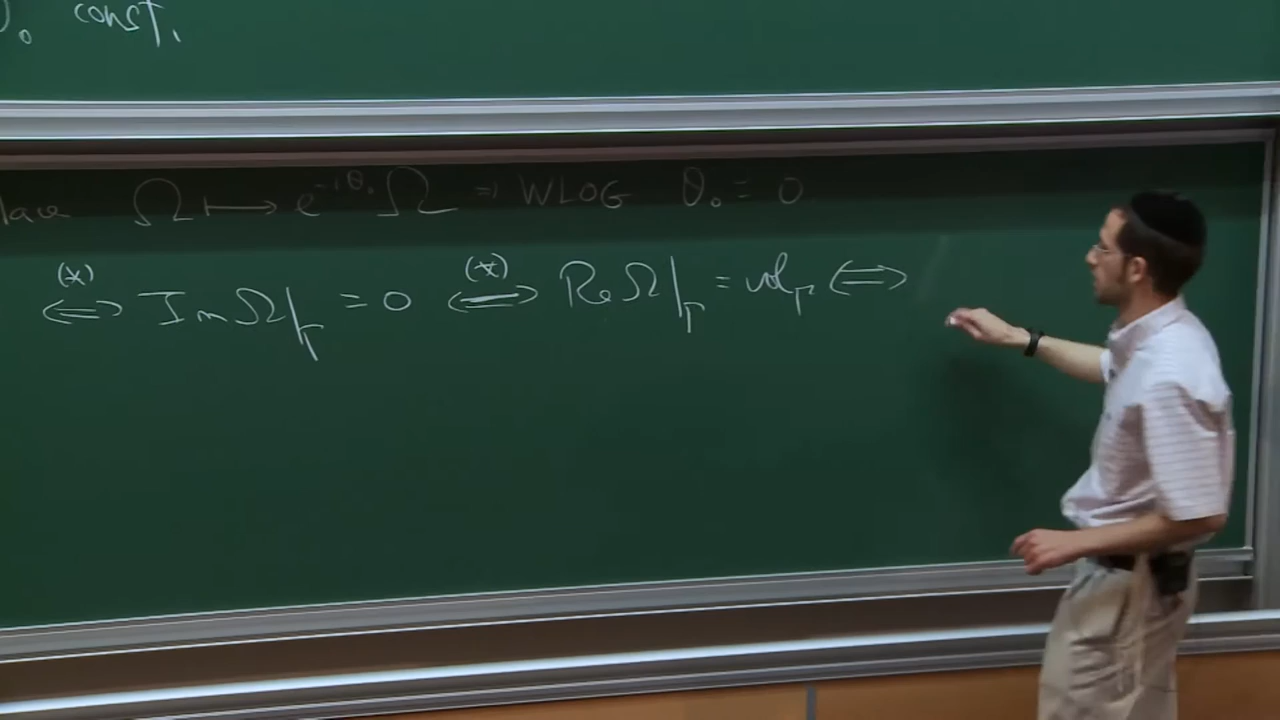 const.
Ω ⟼ e^{-iθ₀} Ω ⇒ WLOG θ₀ ≡ 0
(*) ⟺ Im Ω|_Γ = 0 (*) ⟺ Re Ω|_Γ = vol_Γ ⟺